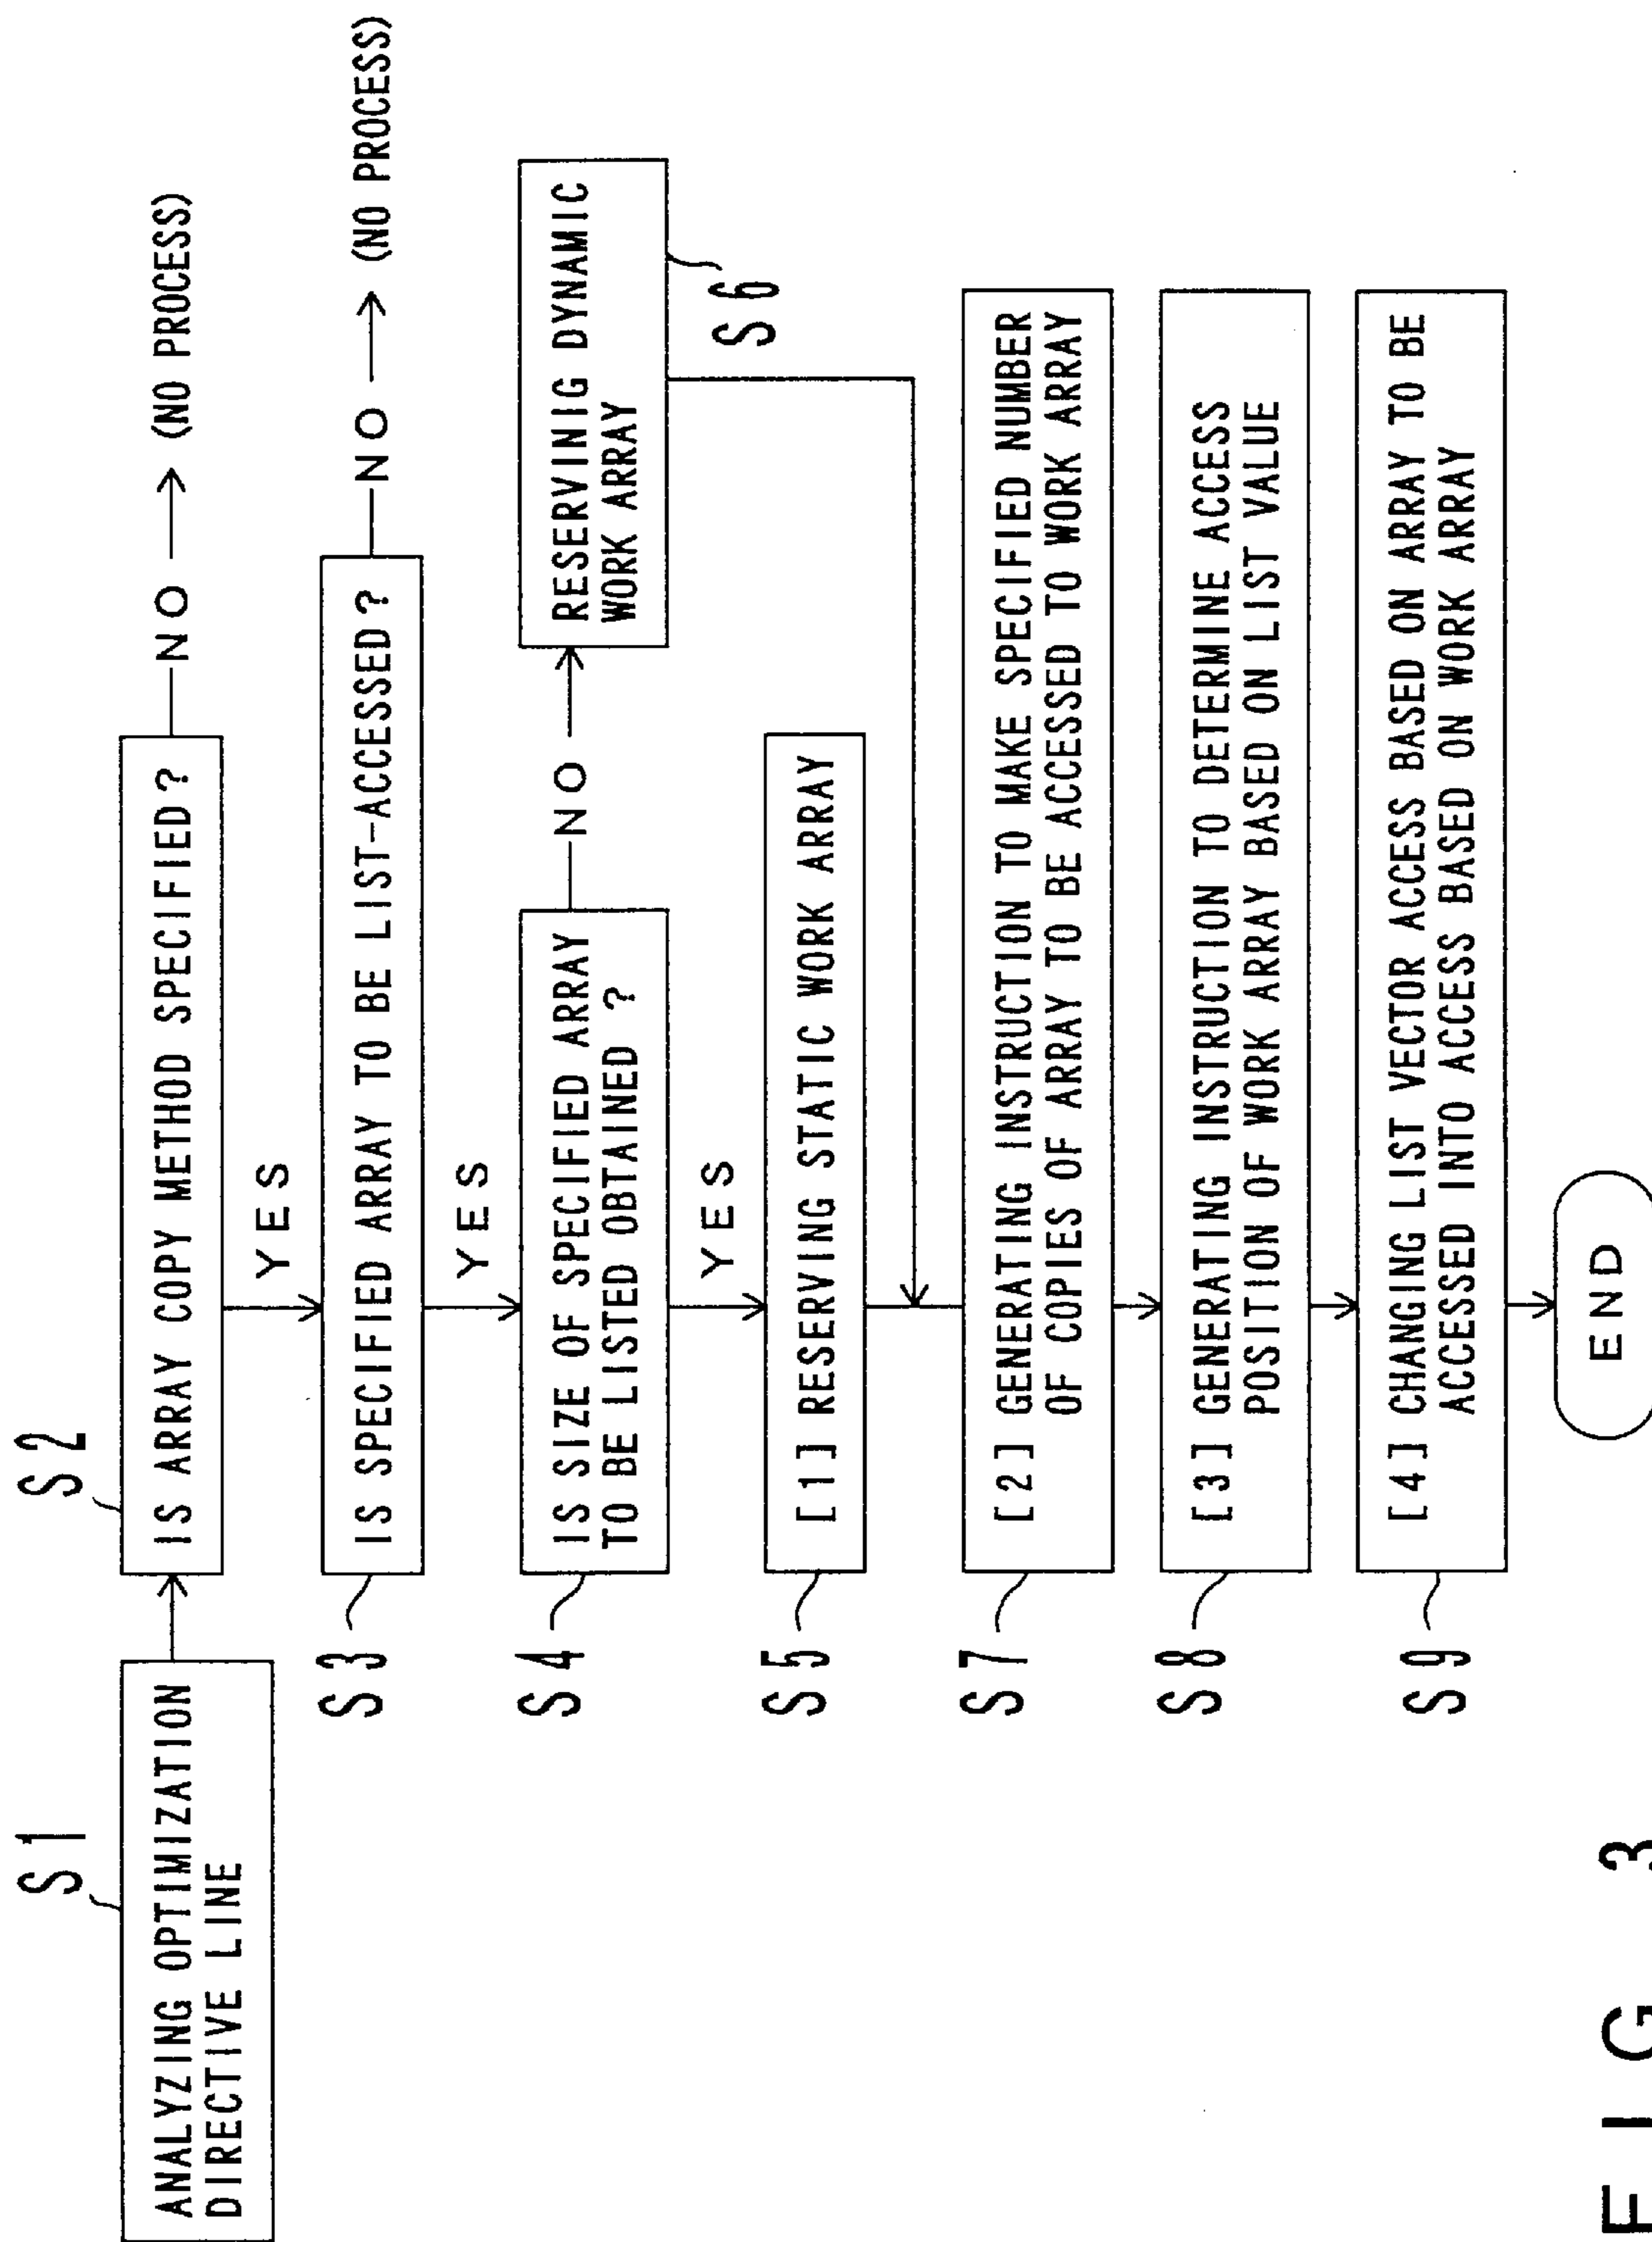 S1
ANALYZING OPTIMIZATION
DIRECTIVE LINE
S2
IS ARRAY COPY METHOD SPECIFIED?
NO
(NO PROCESS)
YES
S3
IS SPECIFIED ARRAY TO BE LIST-ACCESSED?
NO
(NO PROCESS)
YES
S4
IS SIZE OF SPECIFIED ARRAY
TO BE LISTED OBTAINED ?
NO
RESERVING DYNAMIC
WORK ARRAY
S6
YES
S5
[1] RESERVING STATIC WORK ARRAY
S7
[2] GENERATING INSTRUCTION TO MAKE SPECIFIED NUMBER
OF COPIES OF ARRAY TO BE ACCESSED TO WORK ARRAY
S8
[3] GENERATING INSTRUCTION TO DETERMINE ACCESS
POSITION OF WORK ARRAY BASED ON LIST VALUE
S9
[4] CHANGING LIST VECTOR ACCESS BASED ON ARRAY TO BE
ACCESSED INTO ACCESS BASED ON WORK ARRAY
END
FIG 3